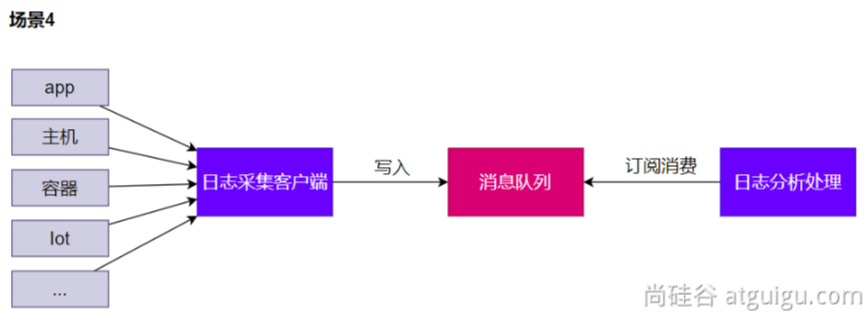 场景4
app
主机
容器
Iot
...
日志采集客户端
写入
消息队列
订阅消费
日志分析处理
尚硅谷 atguigu.com